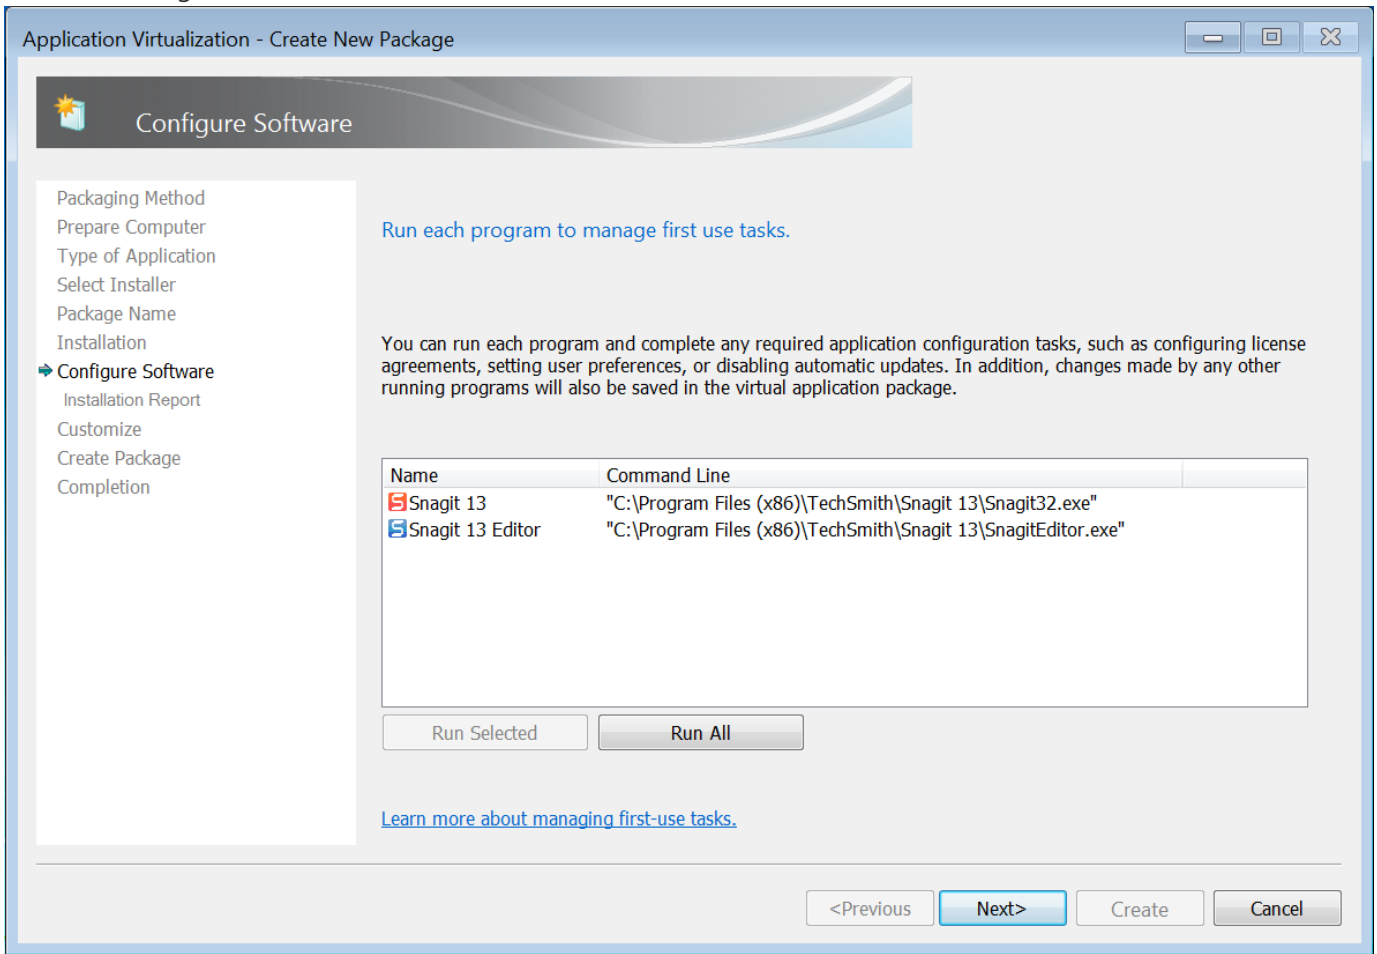 Application Virtualization - Create New Package
Configure Software
Packaging Method
Prepare Computer
Type of Application
Select Installer
Package Name
Installation
Configure Software
Installation Report
Customize
Create Package
Completion
Run each program to manage first use tasks.
You can run each program and complete any required application configuration tasks, such as configuring license
agreements, setting user preferences, or disabling automatic updates. In addition, changes made by any other
running programs will also be saved in the virtual application package.
Name Command Line
Snagit 13 "C:\Program Files (x86)\TechSmith\Snagit 13\Snagit32.exe"
Snagit 13 Editor "C:\Program Files (x86)\TechSmith\Snagit 13\SnagitEditor.exe"
Run Selected Run All
Learn more about managing first-use tasks.
<Previous Next> Create Cancel